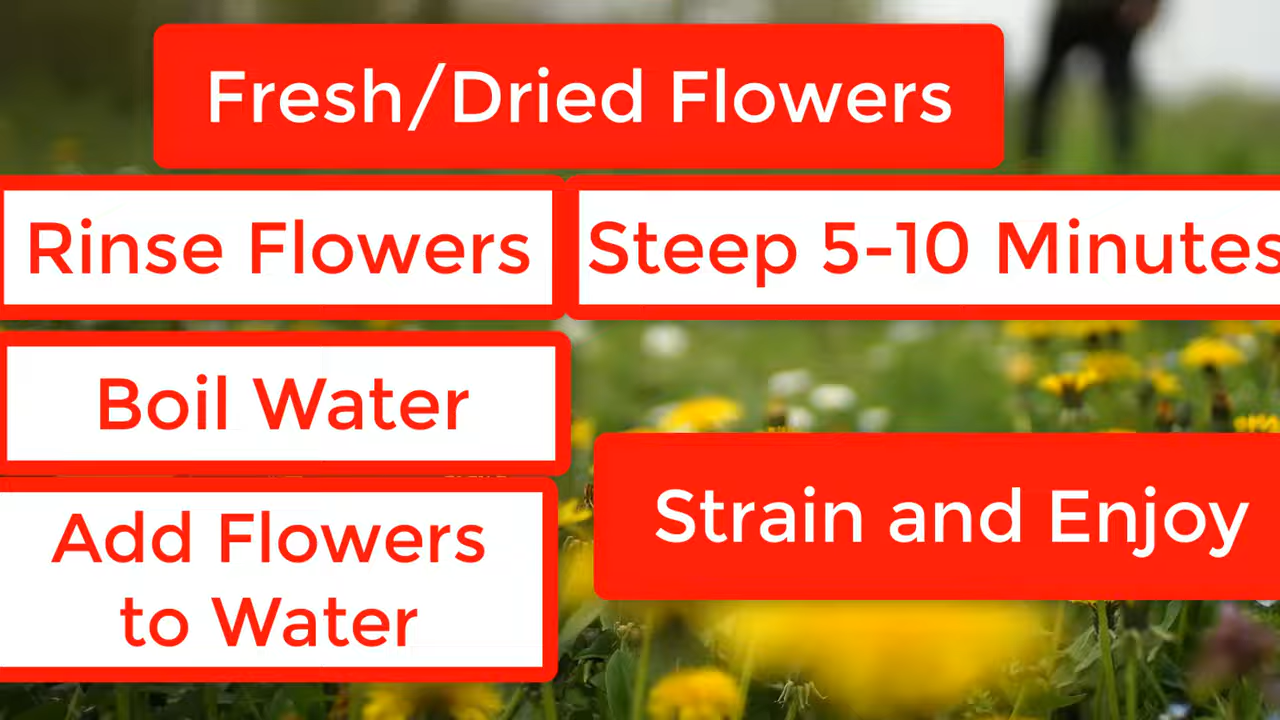 Fresh/Dried Flowers
Rinse Flowers
Boil Water
Add Flowers
to Water
Steep 5-10 Minutes
Strain and Enjoy